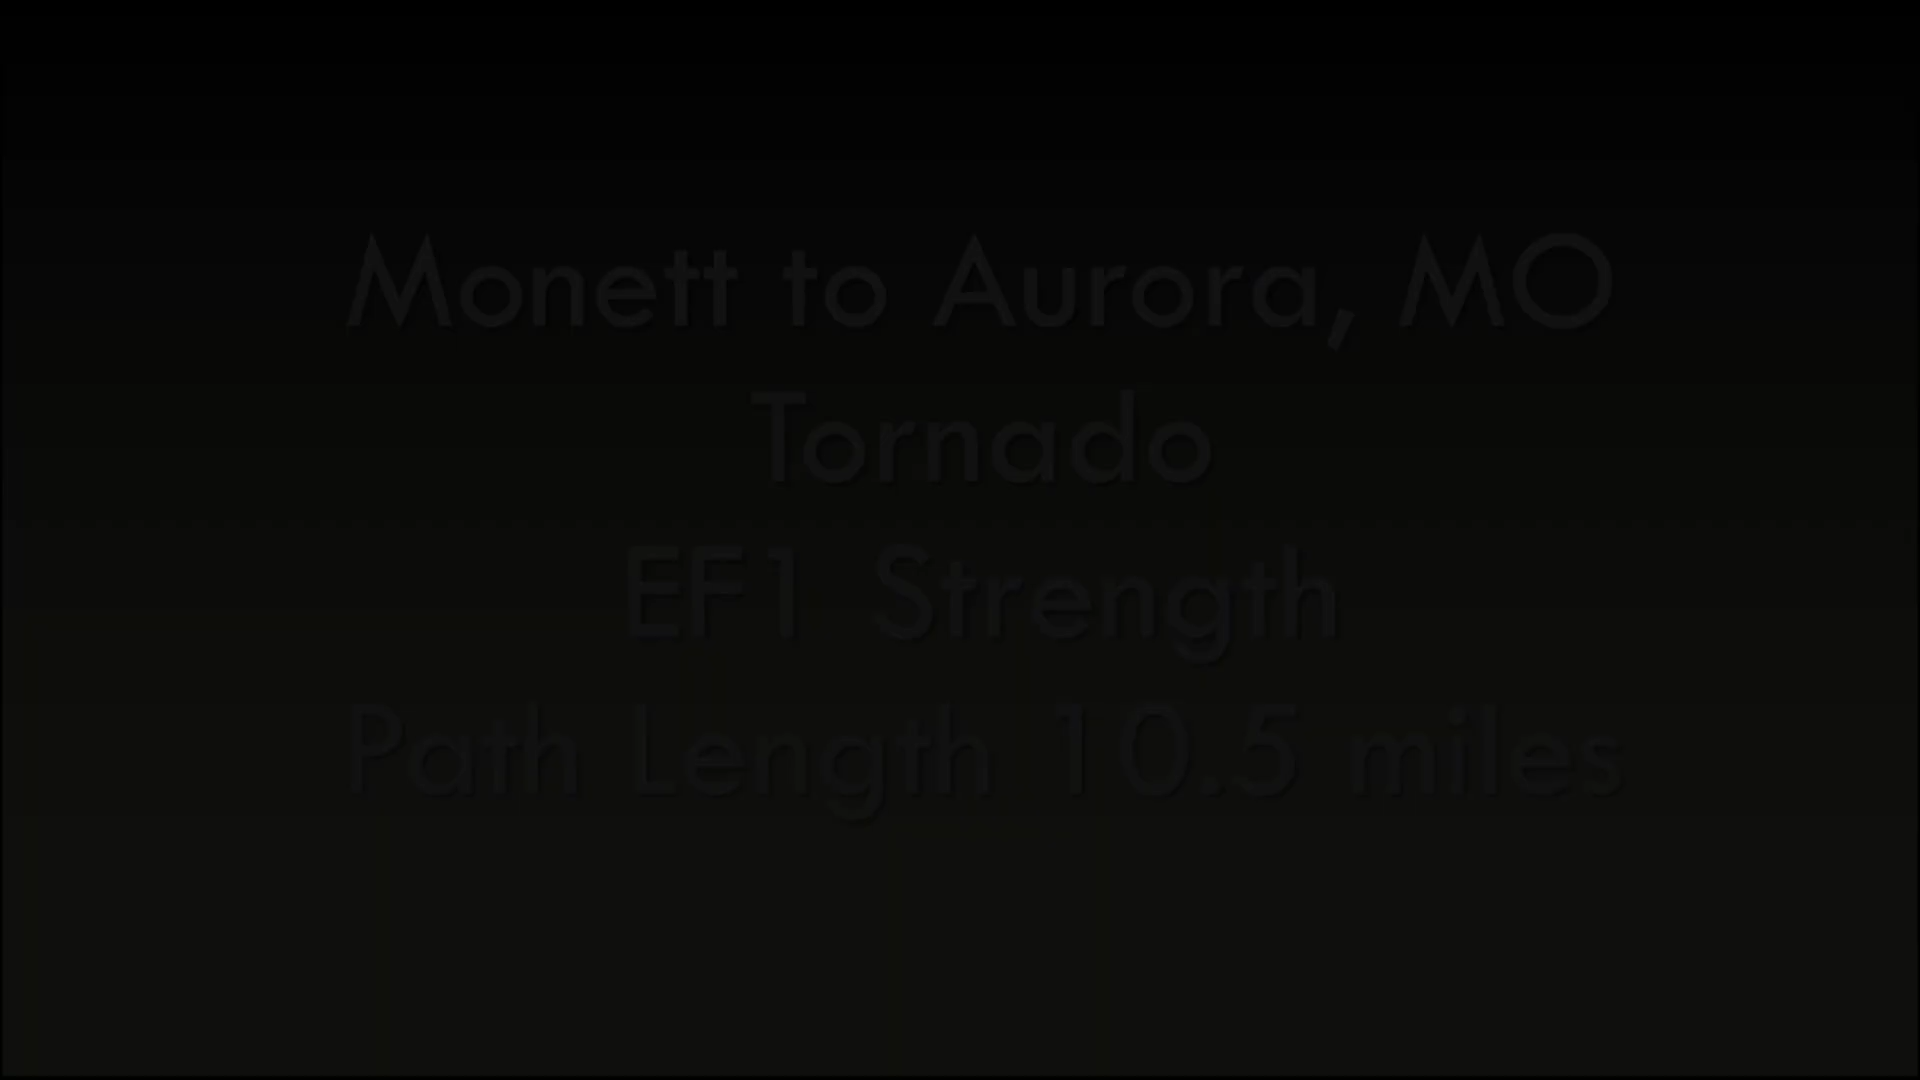 Monett to Aurora, MO
Tornado
EF1 Strength
Path Length 10.5 miles